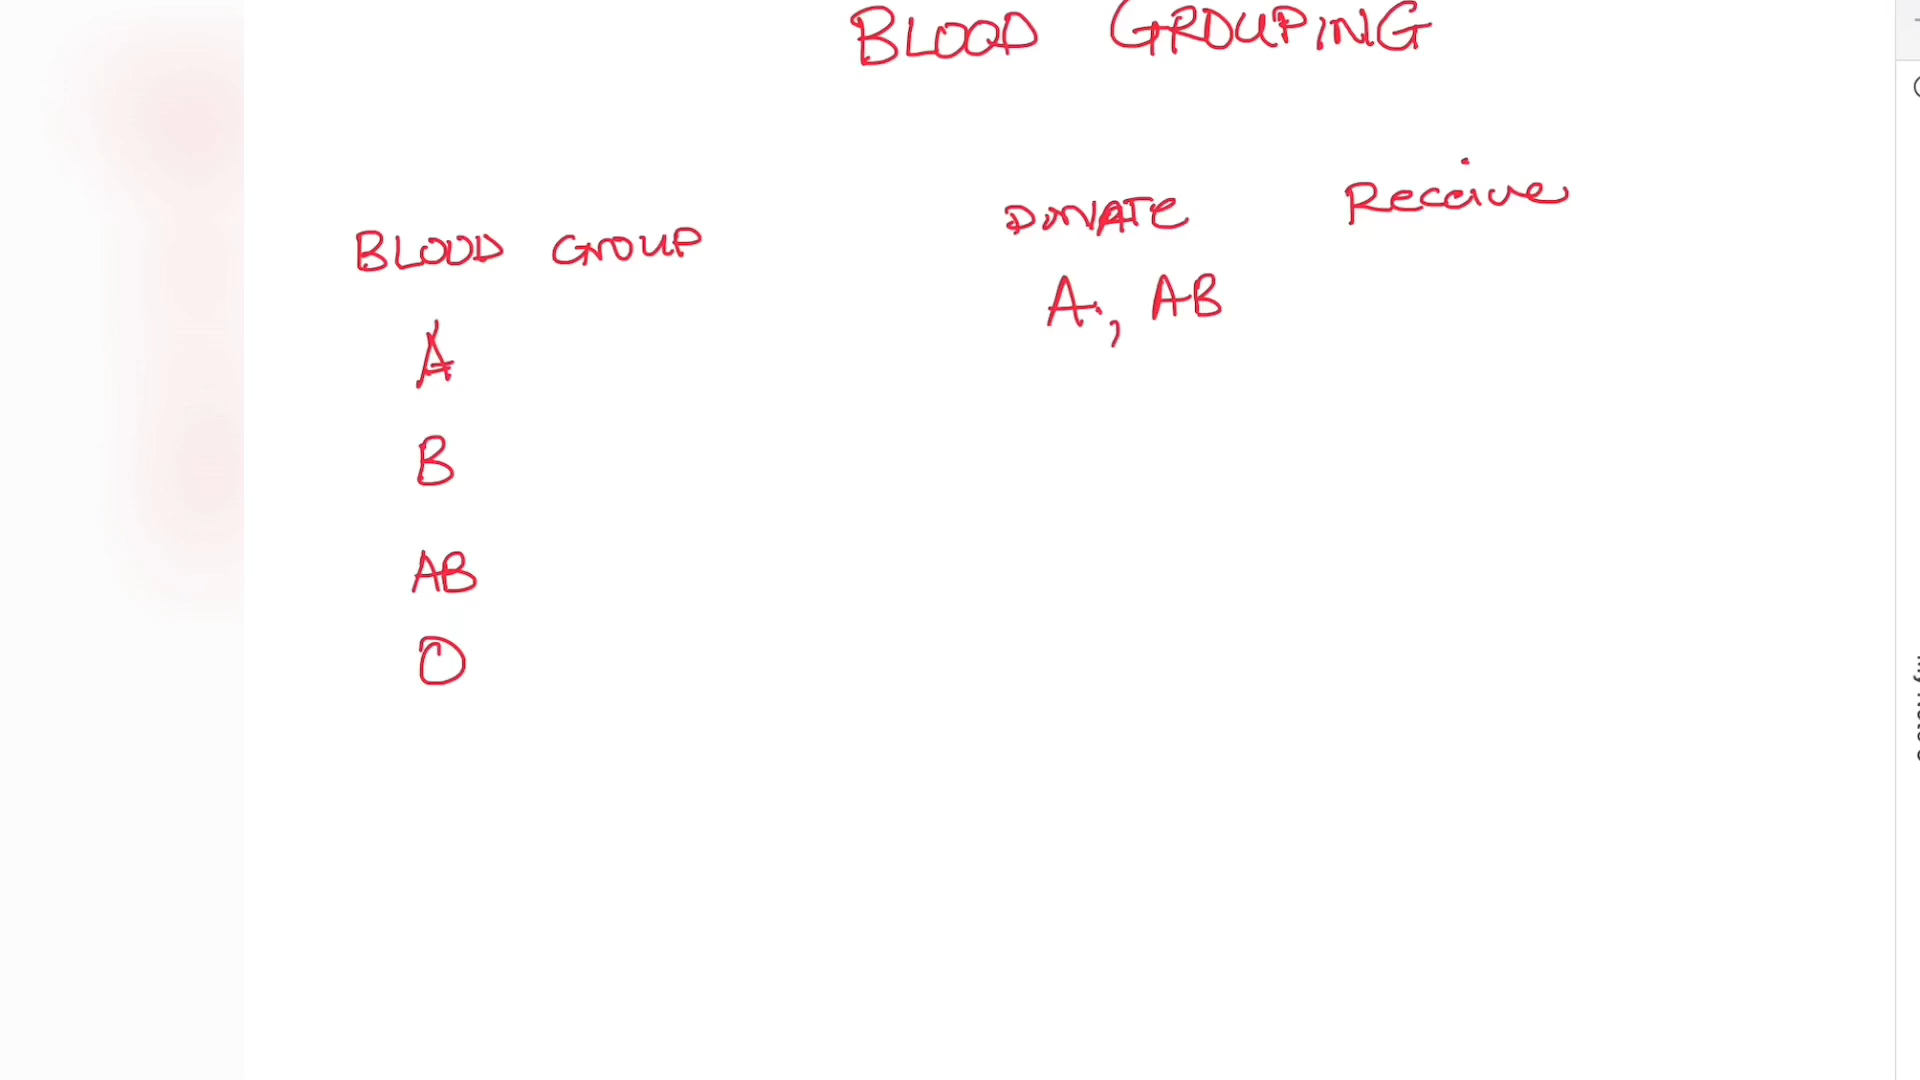 BLOOD GROUPING
DONATE Receive
BLOOD GROUP
A, AB
A
B
AB
O